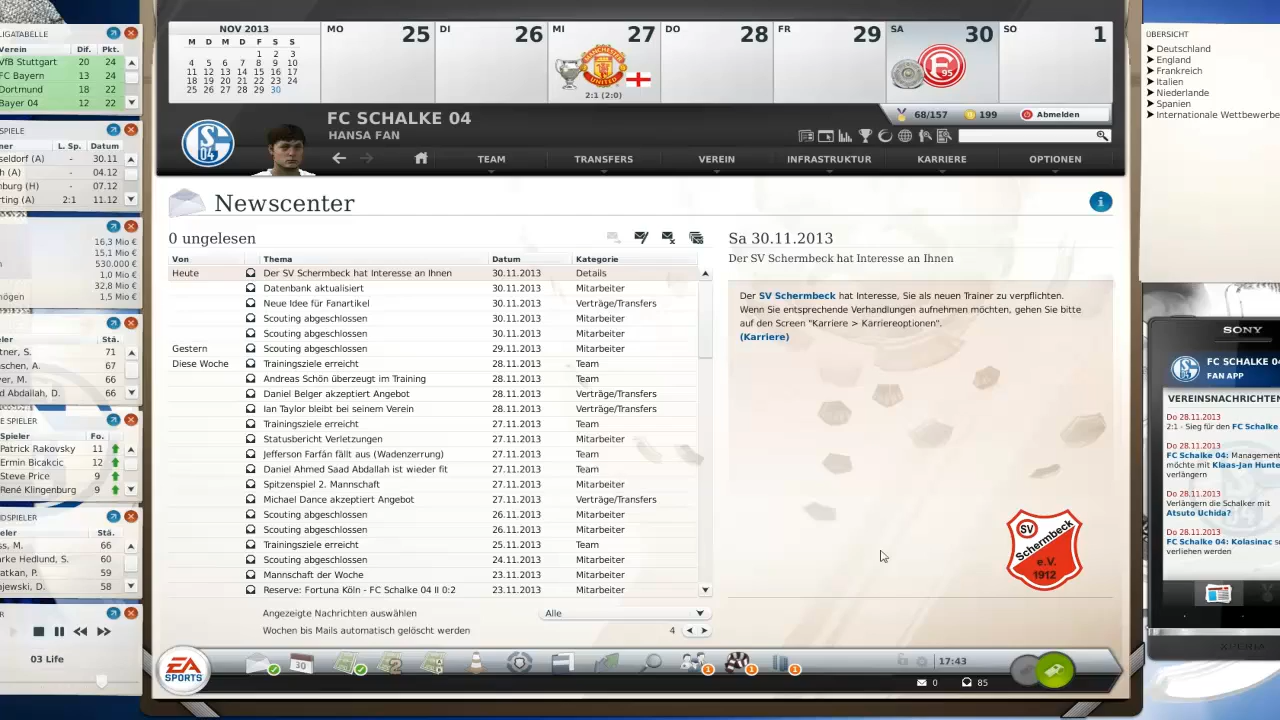 LIGATABELLE
Verein Dif. Pkt.
VfB Stuttgart 20 24
FC Bayern 13 24
Dortmund 18 22
Bayer 04 12 22
SPIELE
L. Sp. Datum
seldorf (A) - 30.11
(A) - 04.12
(H) - 07.12
(A) 2:1 11.12
16,3 Mio €
15,1 Mio €
530.000 €
1,0 Mio €
32,8 Mio €
1,5 Mio €
Stä.
tner, S. 71
schen, A. 67
M. 66
d Abdallah, D. 66
E SPIELER
Spieler Fo.
Patrick Rakovsky 11
Ermin Bicakcic 12
Steve Price 9
René Klingenburg 9
DSPIELER
Stä.
ss, M. 66
arke Hedlund, S. 60
atkan, P. 59
ajewski, D. 58
03 Life
NOV 2013
M D M D F S S
1 2 3
4 5 6 7 8 9 10
11 12 13 14 15 16 17
18 19 20 21 22 23 24
25 26 27 28 29 30
MO 25
DI 26
MI 27
MANCHESTER UNITED
2:1 (2:0)
DO 28
FR 29
SA 30
F95
SO 1
S04
FC SCHALKE 04
HANSA FAN
68/157 199 Abmelden
TEAM TRANSFERS VEREIN INFRASTRUKTUR KARRIERE OPTIONEN
Newscenter
0 ungelesen
Von Thema Datum Kategorie
Heute Der SV Schermbeck hat Interesse an Ihnen 30.11.2013 Details
Datenbank aktualisiert 30.11.2013 Mitarbeiter
Neue Idee für Fanartikel 30.11.2013 Verträge/Transfers
Scouting abgeschlossen 30.11.2013 Mitarbeiter
Scouting abgeschlossen 30.11.2013 Mitarbeiter
Gestern Scouting abgeschlossen 29.11.2013 Mitarbeiter
Diese Woche Trainingsziele erreicht 28.11.2013 Team
Andreas Schön überzeugt im Training 28.11.2013 Team
Daniel Belger akzeptiert Angebot 28.11.2013 Verträge/Transfers
Ian Taylor bleibt bei seinem Verein 28.11.2013 Verträge/Transfers
Trainingsziele erreicht 27.11.2013 Team
Statusbericht Verletzungen 27.11.2013 Mitarbeiter
Jefferson Farfán fällt aus (Wadenzerrung) 27.11.2013 Team
Daniel Ahmed Saad Abdallah ist wieder fit 27.11.2013 Team
Spitzenspiel 2. Mannschaft 27.11.2013 Mitarbeiter
Michael Dance akzeptiert Angebot 27.11.2013 Verträge/Transfers
Scouting abgeschlossen 26.11.2013 Mitarbeiter
Scouting abgeschlossen 26.11.2013 Mitarbeiter
Trainingsziele erreicht 25.11.2013 Team
Scouting abgeschlossen 24.11.2013 Mitarbeiter
Mannschaft der Woche 23.11.2013 Mitarbeiter
Reserve: Fortuna Köln - FC Schalke 04 II 0:2 23.11.2013 Mitarbeiter
Angezeigte Nachrichten auswählen Alle
Wochen bis Mails automatisch gelöscht werden 4
Sa 30.11.2013
Der SV Schermbeck hat Interesse an Ihnen
Der SV Schermbeck hat Interesse, Sie als neuen Trainer zu verpflichten.
Wenn Sie entsprechende Verhandlungen aufnehmen möchten, gehen Sie bitte
auf den Screen "Karriere > Karriereoptionen".
(Karriere)
SV
Schermbeck
e.V.
1912
EA
SPORTS
30
2
1 1 1
17:43
0 85
ÜBERSICHT
Deutschland
England
Frankreich
Italien
Niederlande
Spanien
Internationale Wettbewerbe
SONY
FC SCHALKE 04
FAN APP
VEREINSNACHRICHTEN
Do 28.11.2013
2:1 - Sieg für den FC Schalke
Do 28.11.2013
FC Schalke 04: Management
möchte mit Klaas-Jan Hunte
verlängern
Do 28.11.2013
Verlängern die Schalker mit
Atsuto Uchida?
Do 28.11.2013
FC Schalke 04: Kolasinac s
verliehen werden
XPERIA